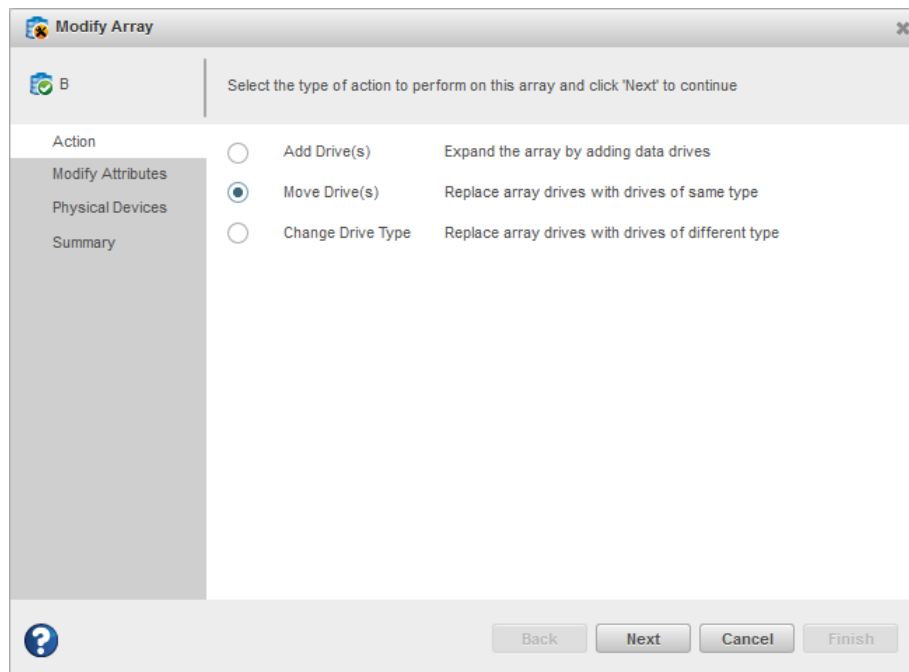 Modify Array
B
Select the type of action to perform on this array and click 'Next' to continue
Action
Modify Attributes
Physical Devices
Summary
Add Drive(s) Expand the array by adding data drives
Move Drive(s) Replace array drives with drives of same type
Change Drive Type Replace array drives with drives of different type
? Back Next Cancel Finish